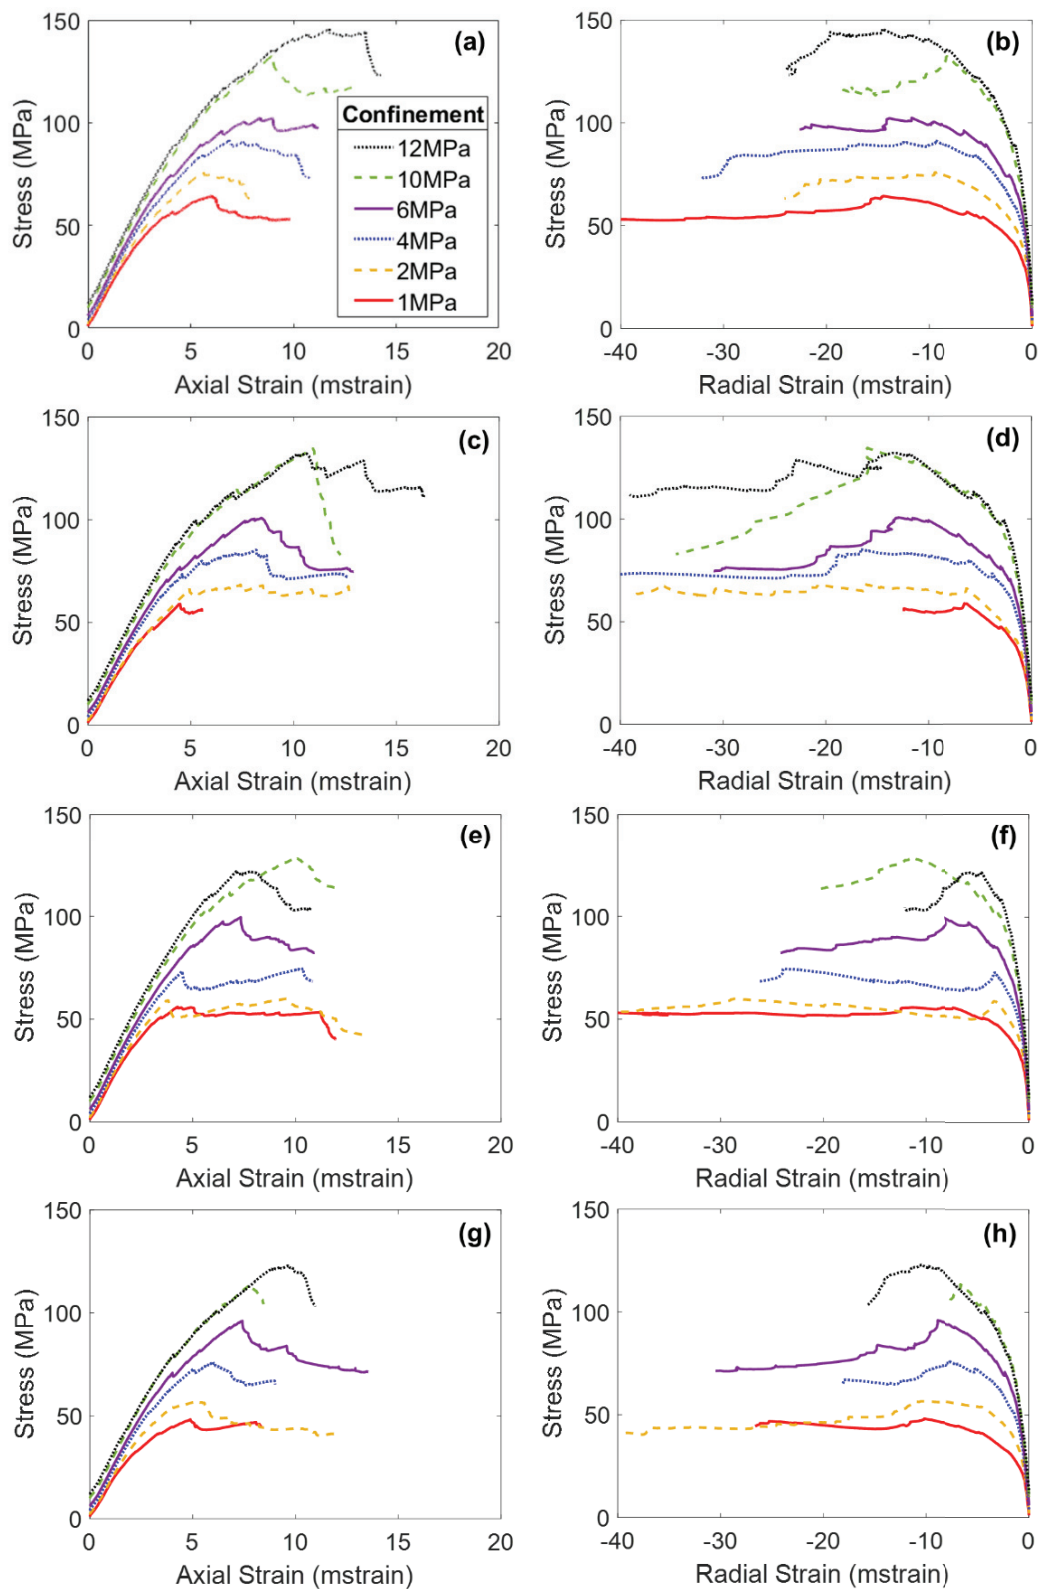 150
(a)
(b)
Stress (MPa)
100
50
0
Confinement
12MPa
10MPa
6MPa
4MPa
2MPa
1MPa
0 5 10 15 20
Axial Strain (mstrain)
150
Stress (MPa)
100
50
0
-40 -30 -20 -10 0
Radial Strain (mstrain)
150
(c)
Stress (MPa)
100
50
0
0 5 10 15 20
Axial Strain (mstrain)
150
(d)
Stress (MPa)
100
50
0
-40 -30 -20 -10 0
Radial Strain (mstrain)
150
(e)
Stress (MPa)
100
50
0
0 5 10 15 20
Axial Strain (mstrain)
150
(f)
Stress (MPa)
100
50
0
-40 -30 -20 -10 0
Radial Strain (mstrain)
150
(g)
Stress (MPa)
100
50
0
0 5 10 15 20
Axial Strain (mstrain)
150
(h)
Stress (MPa)
100
50
0
-40 -30 -20 -10 0
Radial Strain (mstrain)